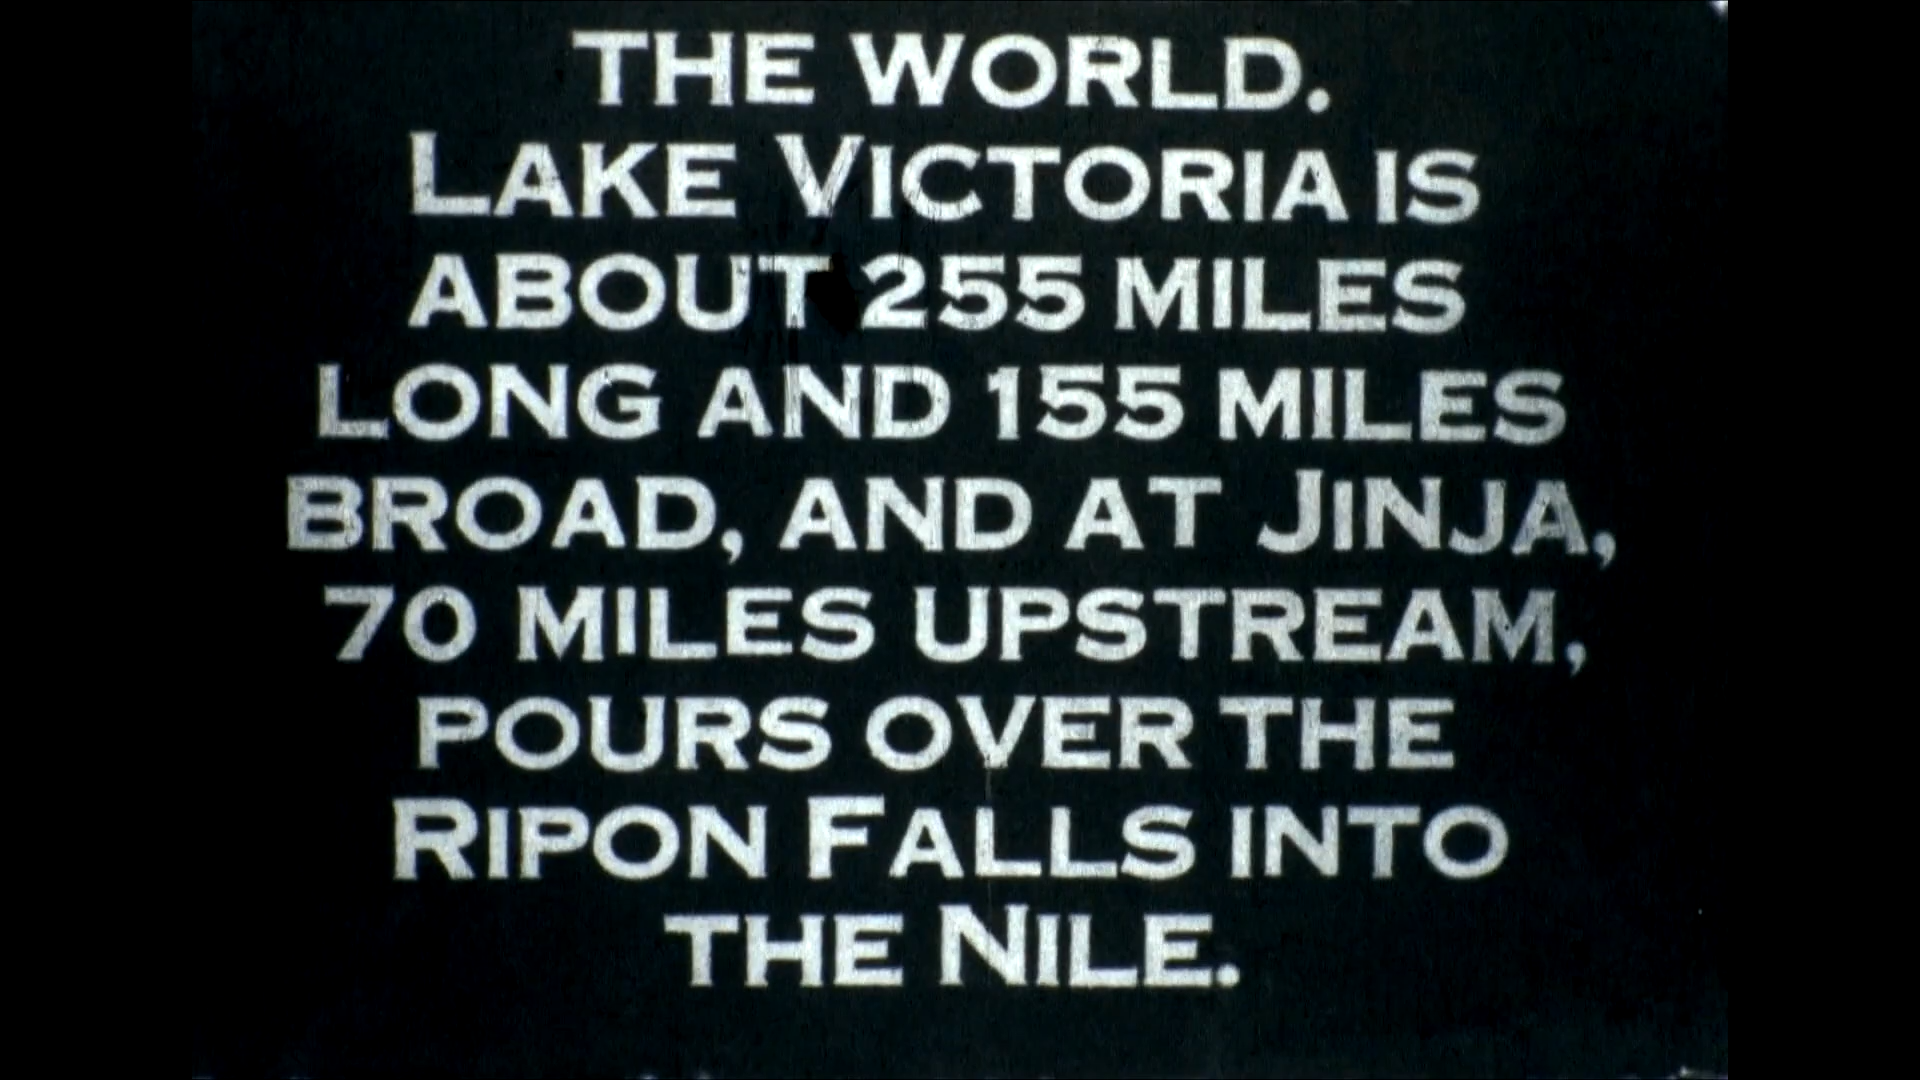 THE WORLD.
LAKE VICTORIA IS
ABOUT 255 MILES
LONG AND 155 MILES
BROAD, AND AT JINJA,
70 MILES UPSTREAM,
POURS OVER THE
RIPON FALLS INTO
THE NILE.